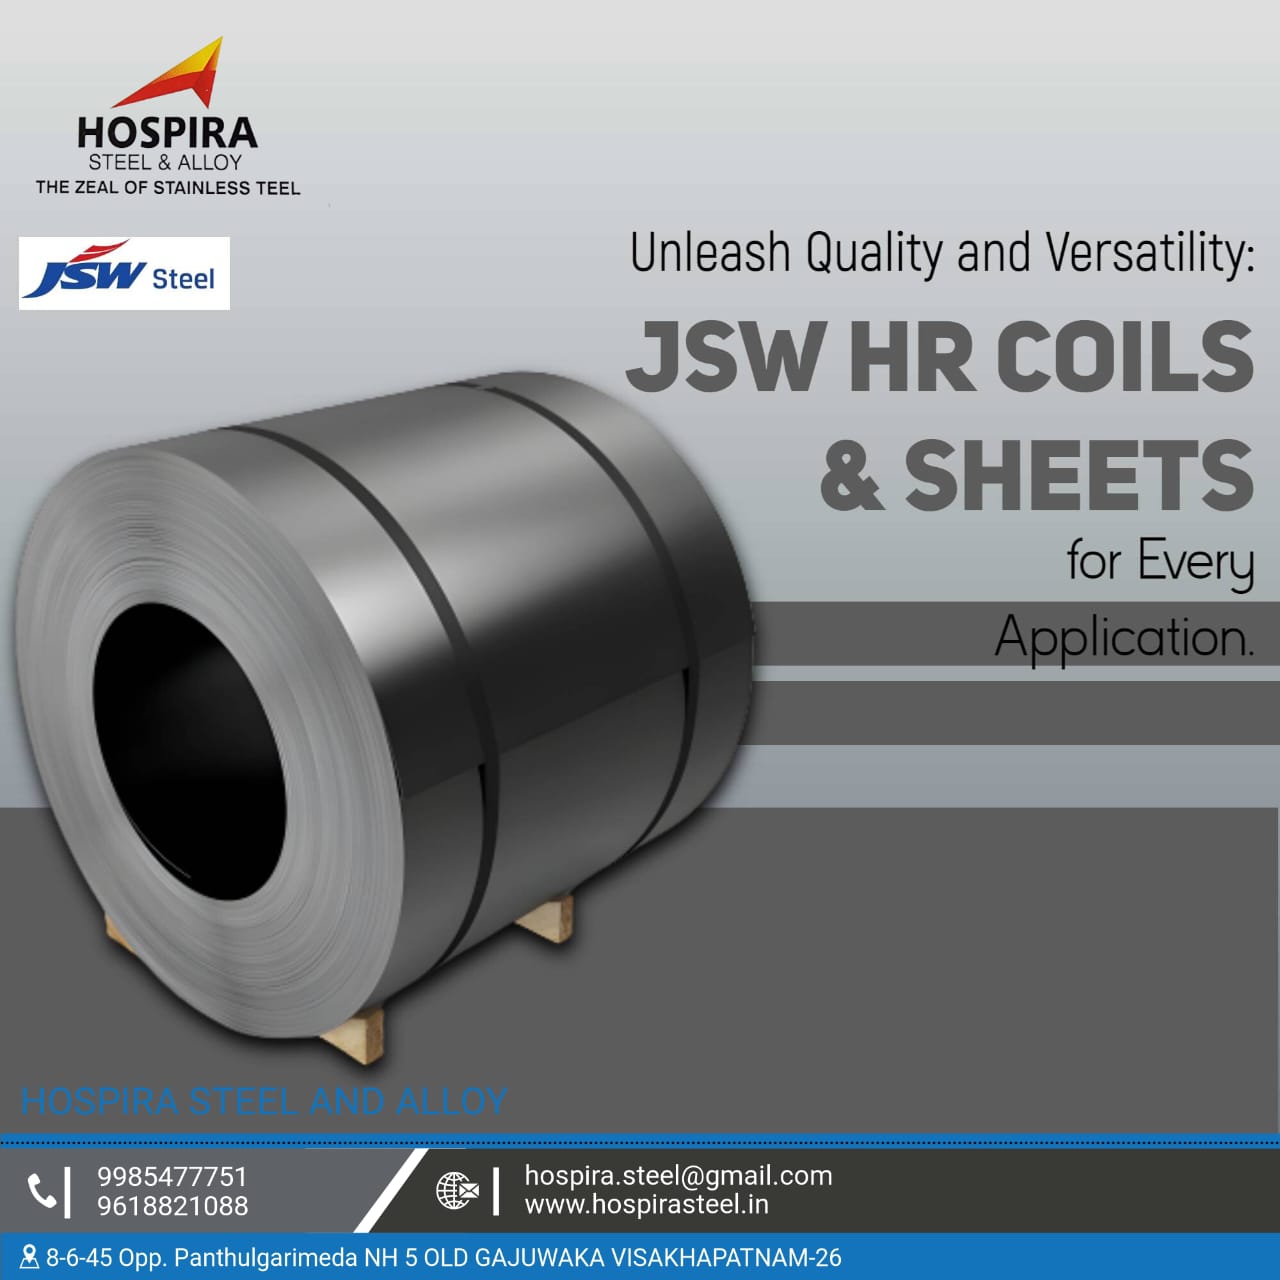 HOSPIRA
STEEL & ALLOY
THE ZEAL OF STAINLESS TEEL
JSW Steel
Unleash Quality and Versatility:
JSW HR COILS
& SHEETS
for Every
Application.
HOSPIRA STEEL AND ALLOY
9985477751
9618821088
hospira.steel@gmail.com
www.hospirasteel.in
8-6-45 Opp. Panthulgarimeda NH 5 OLD GAJUWAKA VISAKHAPATNAM-26